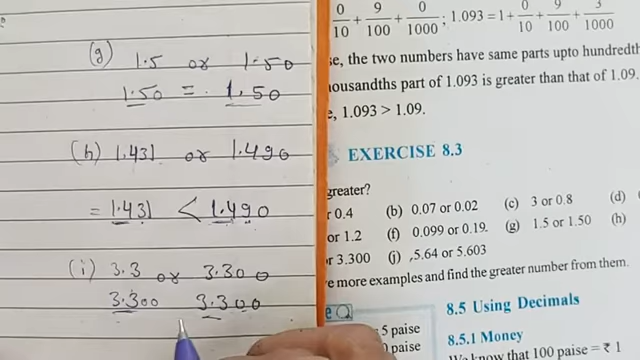 (g) 1.5 or 1.50
1.50 = 1.50
(h) 1.431 or 1.490
= 1.431 < 1.490
(i) 3.3 or 3.300
3.300 3.300
0/10 + 9/100 + 0/1000 ; 1.093 = 1 + 0/10 + 9/100 + 3/1000
the two numbers have same parts upto hundredth
part of 1.093 is greater than that of 1.09.
1.093 > 1.09.
EXERCISE 8.3
greater?
or 0.4 (b) 0.07 or 0.02 (c) 3 or 0.8 (d)
or 1.2 (f) 0.099 or 0.19. (g) 1.5 or 1.50 (h)
or 3.300 (j) 5.64 or 5.603
more examples and find the greater number from them.
8.5 Using Decimals
5 paise
paise
8.5.1 Money
We know that 100 paise = ₹ 1